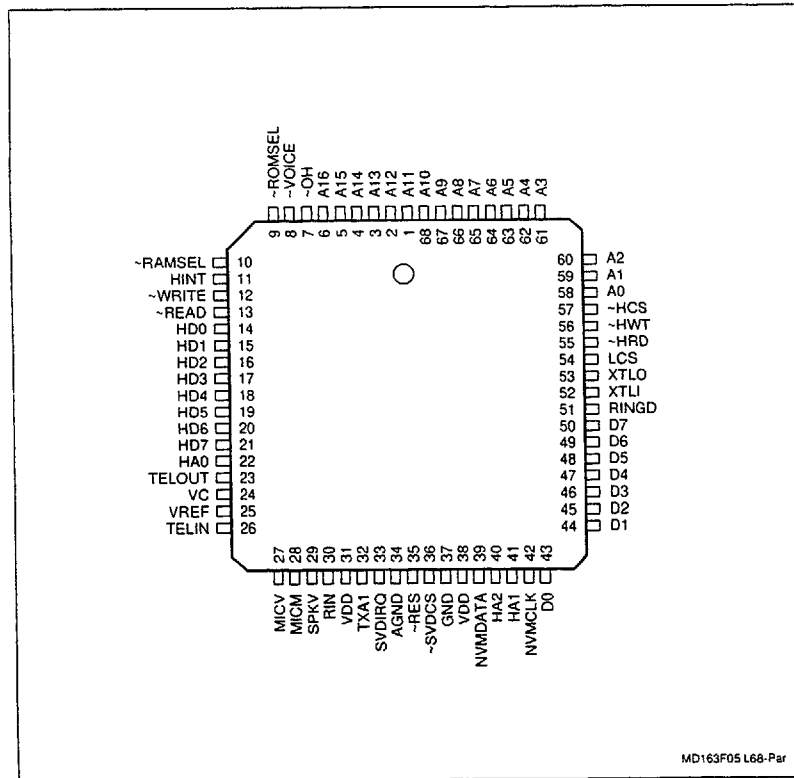 ~ROMSEL
~VOICE
~OH
A16
A15
A14
A13
A12
A11
A10
A9
A8
A7
A6
A5
A4
A3
9 8 7 6 5 4 3 2 1 68 67 66 65 64 63 62 61
~RAMSEL 10
HINT 11
~WRITE 12
~READ 13
HD0 14
HD1 15
HD2 16
HD3 17
HD4 18
HD5 19
HD6 20
HD7 21
HA0 22
TELOUT 23
VC 24
VREF 25
TELIN 26
60 A2
59 A1
58 A0
57 ~HCS
56 ~HWT
55 ~HRD
54 LCS
53 XTLO
52 XTLI
51 RINGD
50 D7
49 D6
48 D5
47 D4
46 D3
45 D2
44 D1
27 28 29 30 31 32 33 34 35 36 37 38 39 40 41 42 43
MICV
MICM
SPKV
RIN
VDD
TXA1
SVDIRQ
AGND
~RES
~SVDCS
GND
VDD
NVMDATA
HA2
HA1
NVMCLK
D0
MD163F05 L68-Par